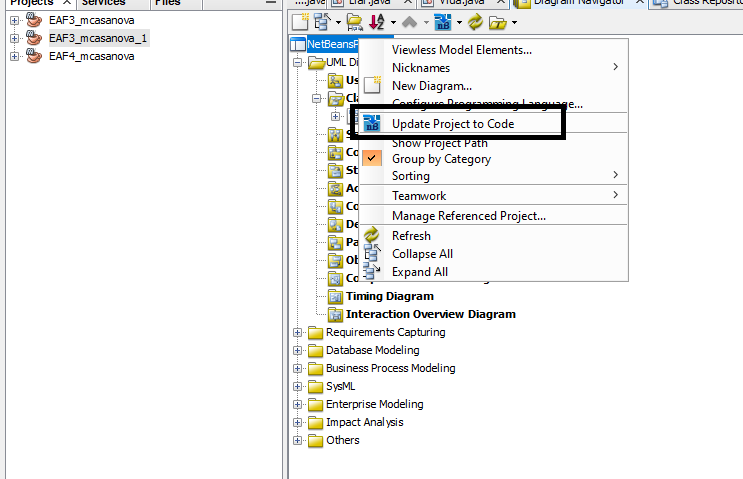 Projects X Services Files
...java Llar.java Vida.java Diagram Navigator Class Reposito
EAF3_mcasanova
EAF3_mcasanova_1
EAF4_mcasanova
NetBeansP
UML Di
Us
Cla
Viewless Model Elements...
Nicknames
New Diagram...
Configure Programming Language...
Update Project to Code
Show Project Path
Group by Category
Sorting
Teamwork
Manage Referenced Project...
Refresh
Collapse All
Expand All
Co
St
Ac
Co
De
Pa
Ob
Timing Diagram
Interaction Overview Diagram
Requirements Capturing
Database Modeling
Business Process Modeling
SysML
Enterprise Modeling
Impact Analysis
Others